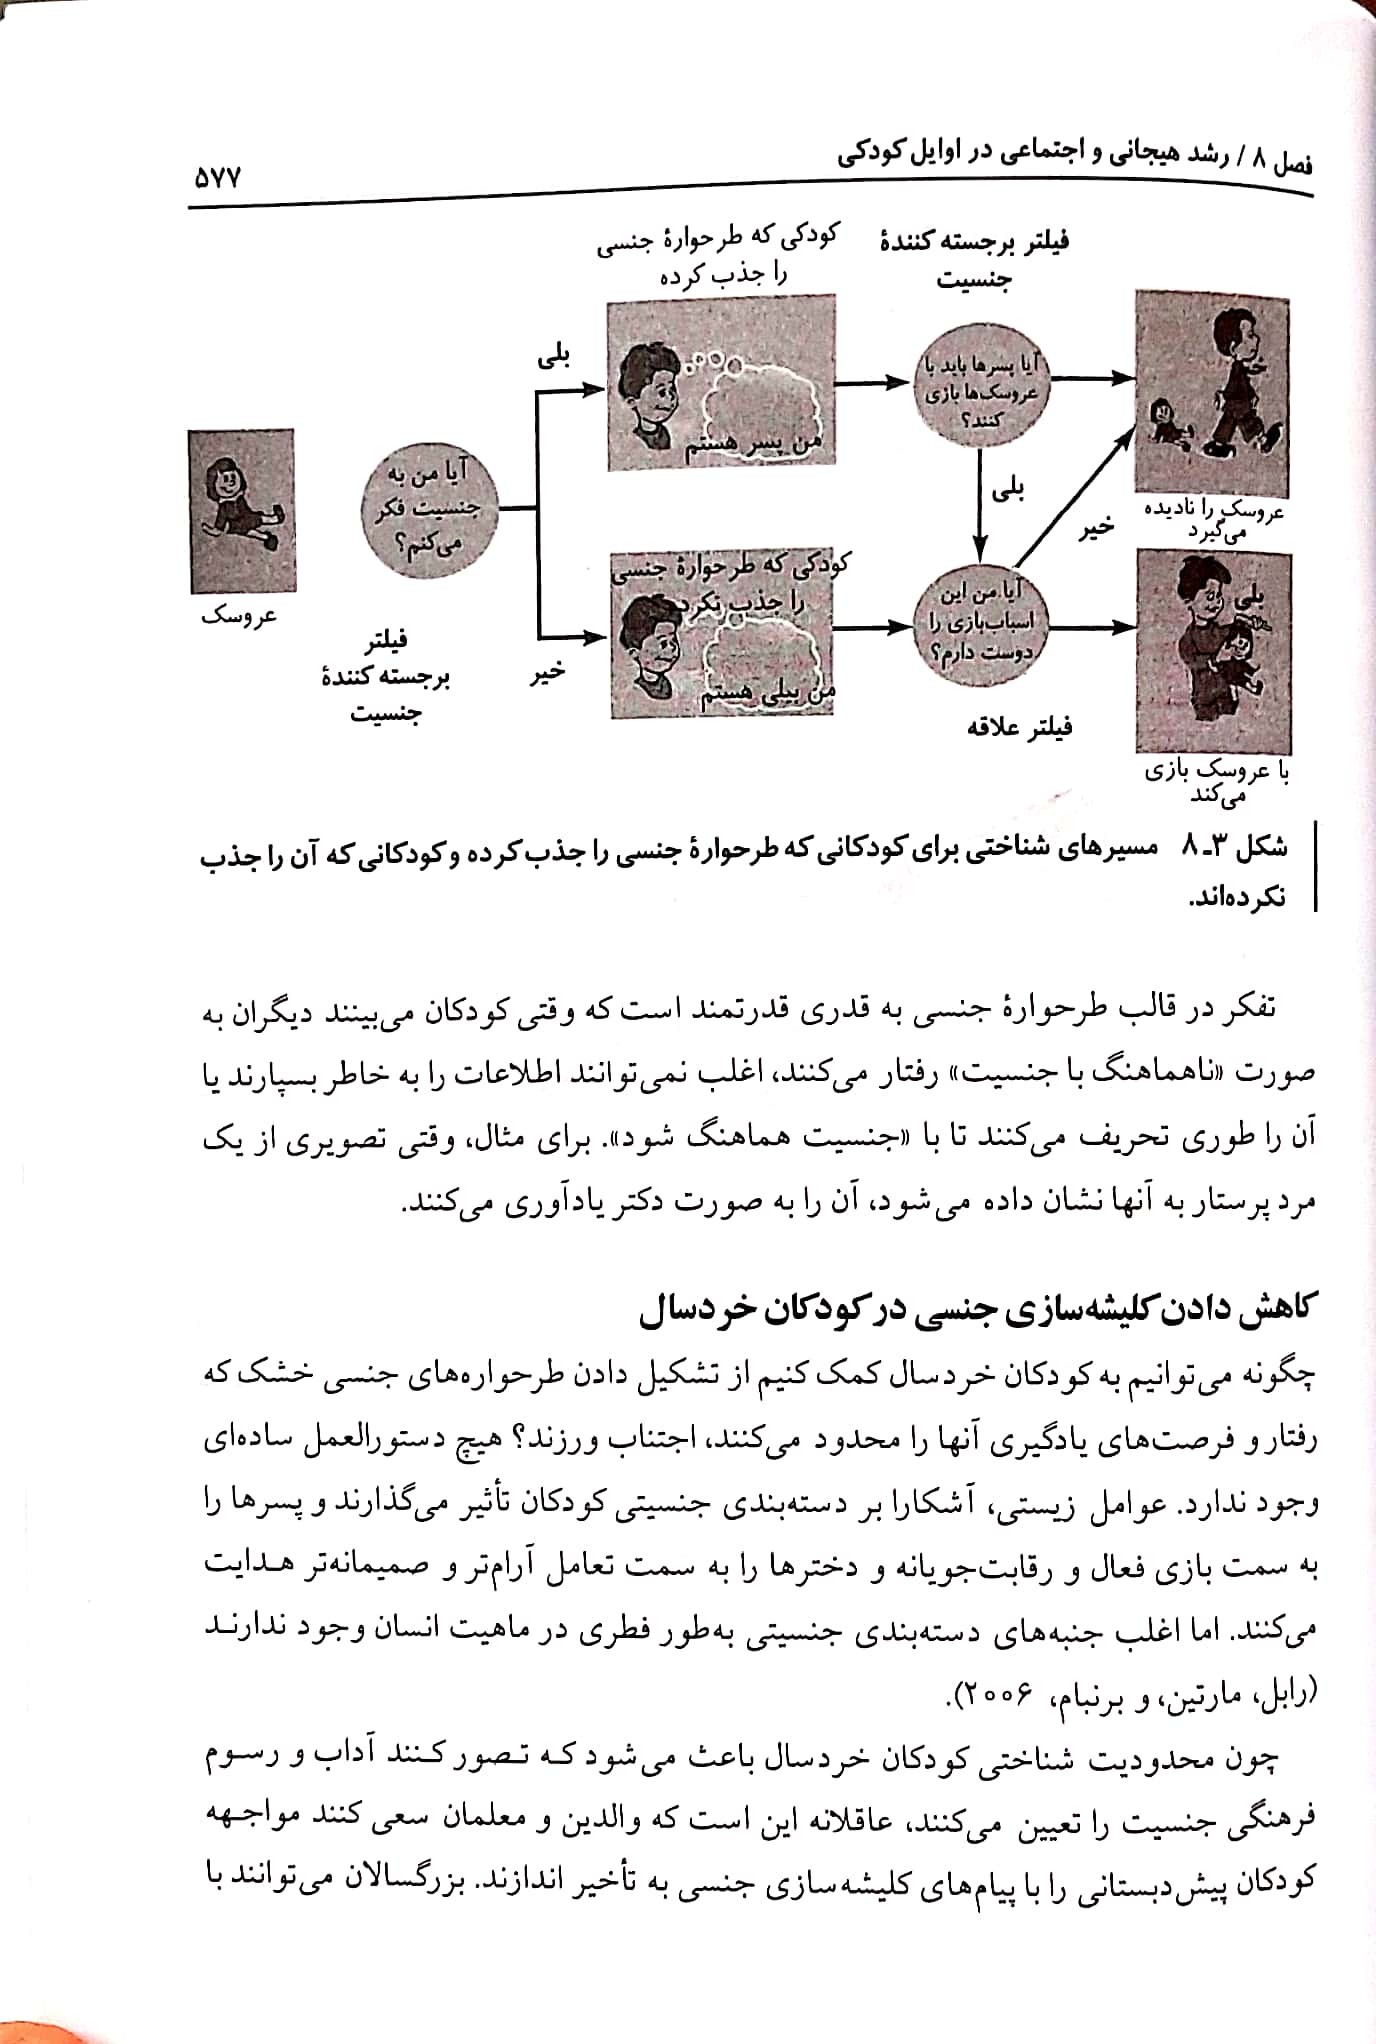 فصل ۸ / رشد هیجانی و اجتماعی در اوایل کودکی
۵۷۷
فیلتر برجسته کنندهٔ
جنسیت
کودکی که طرحوارهٔ جنسی
را جذب کرده
بلی
من پسر هستم
آیا پسرها باید با
عروسک‌ها بازی
کنند؟
خیر
عروسک را نادیده
می‌گیرد
آیا من به
جنسیت فکر
می‌کنم؟
عروسک
فیلتر
برجسته کنندهٔ
جنسیت
خیر
کودکی که طرحوارهٔ جنسی
را جذب نکرده
من بیلی هستم
بلی
خیر
آیا من این
اسباب‌بازی را
دوست دارم؟
فیلتر علاقه
بلی
با عروسک بازی
می‌کند
شکل ۳ـ۸ مسیرهای شناختی برای کودکانی که طرحوارهٔ جنسی را جذب کرده و کودکانی که آن را جذب
نکرده‌اند.
تفکر در قالب طرحوارهٔ جنسی به قدری قدرتمند است که وقتی کودکان می‌بینند دیگران به
صورت «ناهماهنگ با جنسیت» رفتار می‌کنند، اغلب نمی‌توانند اطلاعات را به خاطر بسپارند یا
آن را طوری تحریف می‌کنند تا با «جنسیت هماهنگ شود». برای مثال، وقتی تصویری از یک
مرد پرستار به آنها نشان داده می‌شود، آن را به صورت دکتر یادآوری می‌کنند.
کاهش دادن کلیشه‌سازی جنسی در کودکان خردسال
چگونه می‌توانیم به کودکان خردسال کمک کنیم از تشکیل دادن طرحواره‌های جنسی خشک که
رفتار و فرصت‌های یادگیری آنها را محدود می‌کنند، اجتناب ورزند؟ هیچ دستورالعمل ساده‌ای
وجود ندارد. عوامل زیستی، آشکارا بر دسته‌بندی جنسیتی کودکان تأثیر می‌گذارند و پسرها را
به سمت بازی فعال و رقابت‌جویانه و دخترها را به سمت تعامل آرام‌تر و صمیمانه‌تر هدایت
می‌کنند. اما اغلب جنبه‌های دسته‌بندی جنسیتی به‌طور فطری در ماهیت انسان وجود ندارند
(رابل، مارتین، و برنبام، ۲۰۰۶).
چون محدودیت شناختی کودکان خردسال باعث می‌شود که تصور کنند آداب و رسوم
فرهنگی جنسیت را تعیین می‌کنند، عاقلانه این است که والدین و معلمان سعی کنند مواجهه
کودکان پیش‌دبستانی را با پیام‌های کلیشه‌سازی جنسی به تأخیر اندازند. بزرگسالان می‌توانند با